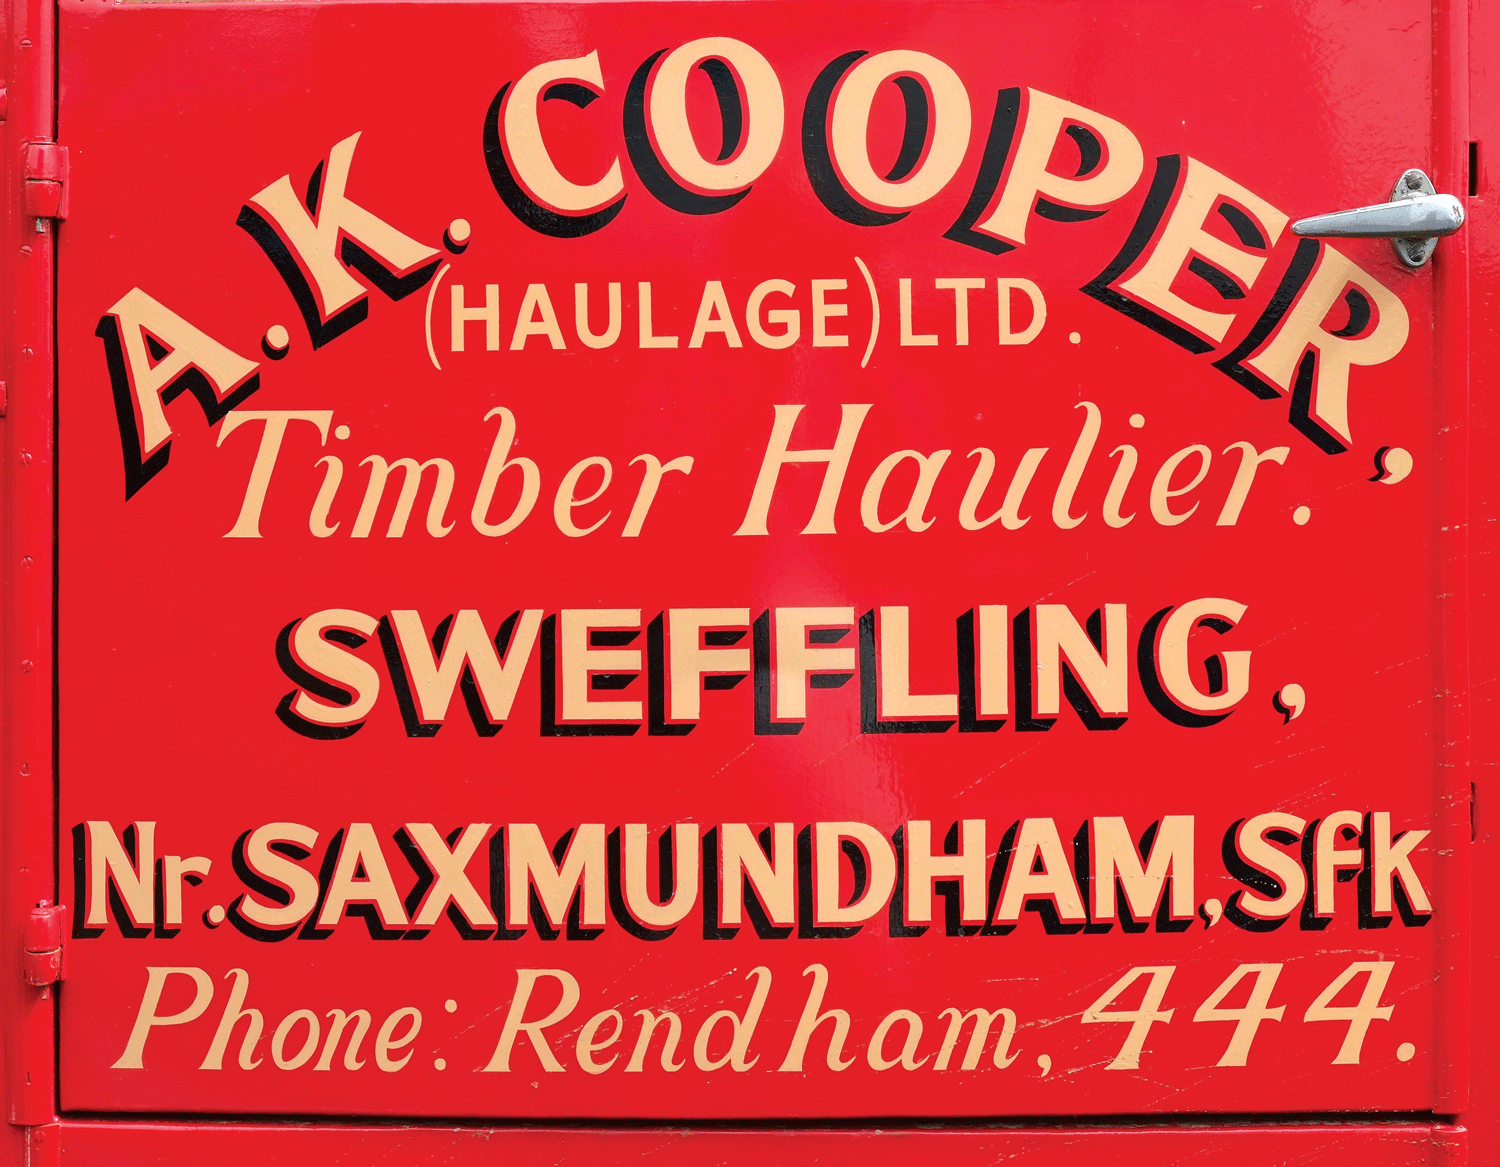 A.K. COOPER,
(HAULAGE) LTD.
Timber Haulier.
SWEFFLING,
Nr. SAXMUNDHAM, Sfk
Phone: Rendham, 444.